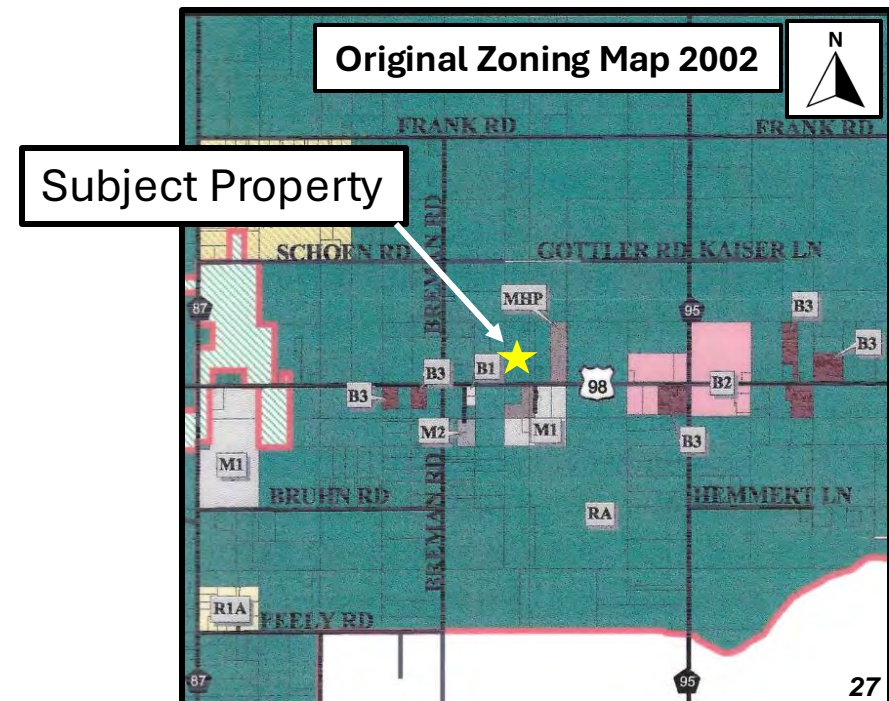 Original Zoning Map 2002
N
FRANK RD
FRANK RD
Subject Property
BREMAN RD
SCHOEN RD
GOTTLER RD
KAISER LN
87
MHP
95
B3
B3
B3
B1
98
B3
B2
M2
M1
B3
M1
BRUHN RD
HEMMERT LN
RA
BREMAN RD
R1A
FEELY RD
87
95
27